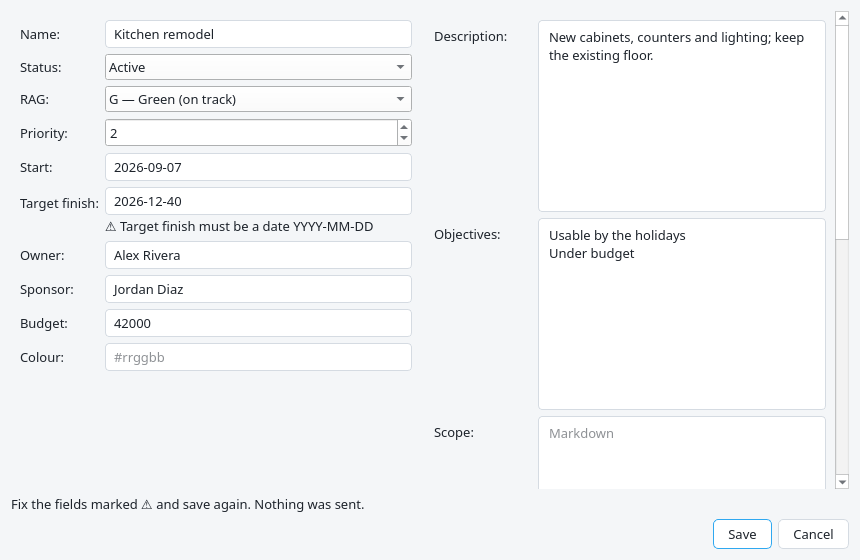 Name: Kitchen remodel
Status: Active
RAG: G — Green (on track)
Priority: 2
Start: 2026-09-07
Target finish: 2026-12-40
⚠ Target finish must be a date YYYY-MM-DD
Owner: Alex Rivera
Sponsor: Jordan Diaz
Budget: 42000
Colour: #rrggbb
Description: New cabinets, counters and lighting; keep
the existing floor.
Objectives: Usable by the holidays
Under budget
Scope: Markdown
Fix the fields marked ⚠ and save again. Nothing was sent.
Save Cancel